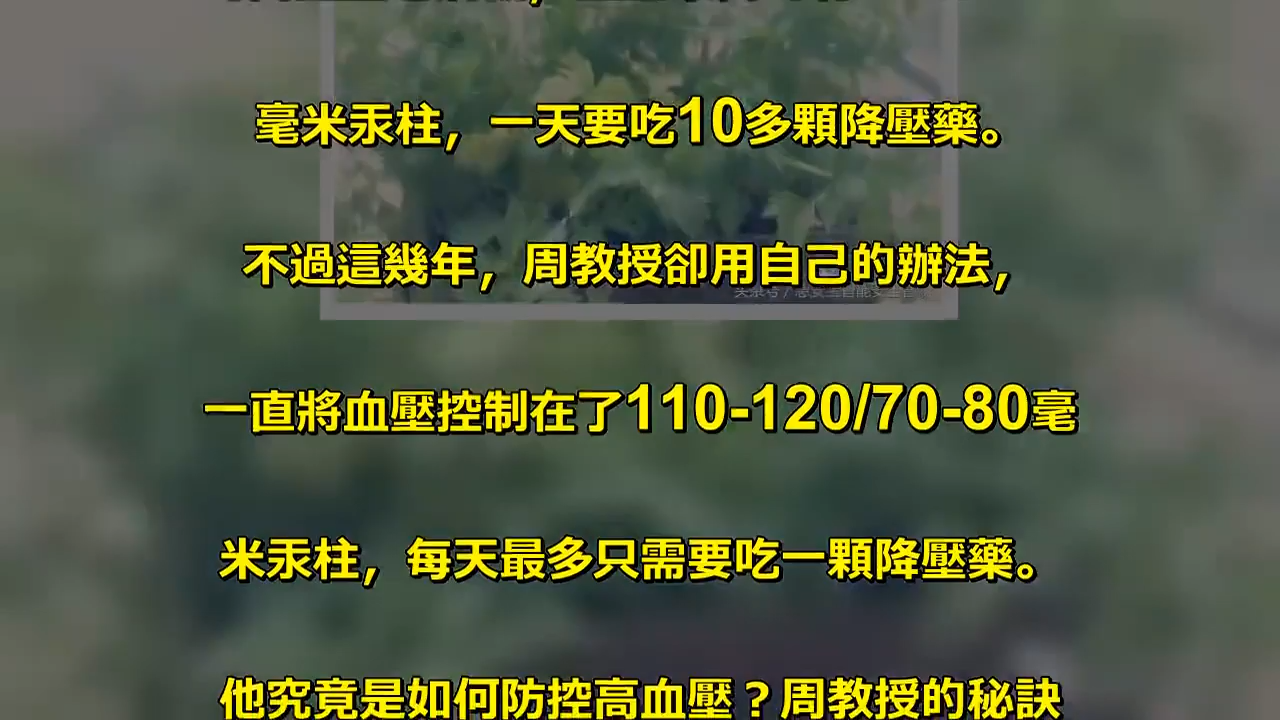 毫米汞柱，一天要吃10多顆降壓藥。
不過這幾年，周教授卻用自己的辦法，
一直將血壓控制在了110-120/70-80毫
米汞柱，每天最多只需要吃一顆降壓藥。
他究竟是如何防控高血壓？周教授的秘訣